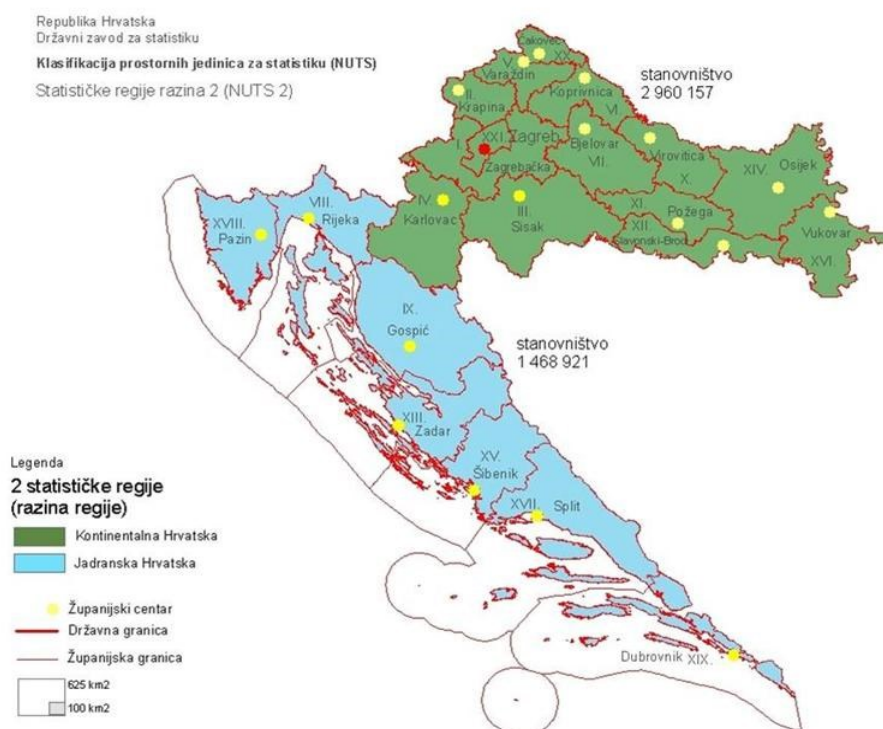 Republika Hrvatska
Državni zavod za statistiku
Klasifikacija prostornih jedinica za statistiku (NUTS)
Statističke regije razina 2 (NUTS 2)
stanovništvo
2 960 157
Čakovec
XX.
V.
Varaždin
II.
Krapina
Koprivnica
VI.
I.
XXI.
Zagreb
Zagrebačka
Bjelovar
VII.
Virovitica
X.
XIV.
Osijek
IV.
Karlovac
III.
Sisak
XI.
Požega
XII.
Slavonski-Brod
Vukovar
XVI.
VIII.
Rijeka
XVIII.
Pazin
IX.
Gospić
stanovništvo
1 468 921
XIII.
Zadar
XV.
Šibenik
XVII.
Split
Dubrovnik XIX.
Legenda
2 statističke regije
(razina regije)
Kontinentalna Hrvatska
Jadranska Hrvatska
Županijski centar
Državna granica
Županijska granica
625 km2
100 km2